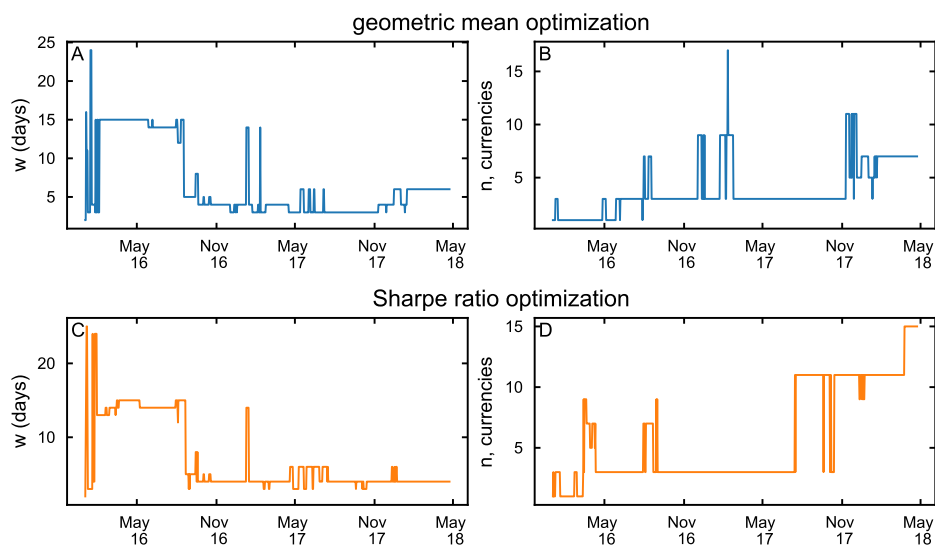 geometric mean optimization
A
B
w (days)
25
20
15
10
5
n, currencies
15
10
5
May
16
Nov
16
May
17
Nov
17
May
18
May
16
Nov
16
May
17
Nov
17
May
18
Sharpe ratio optimization
C
D
w (days)
20
10
n, currencies
15
10
5
May
16
Nov
16
May
17
Nov
17
May
18
May
16
Nov
16
May
17
Nov
17
May
18